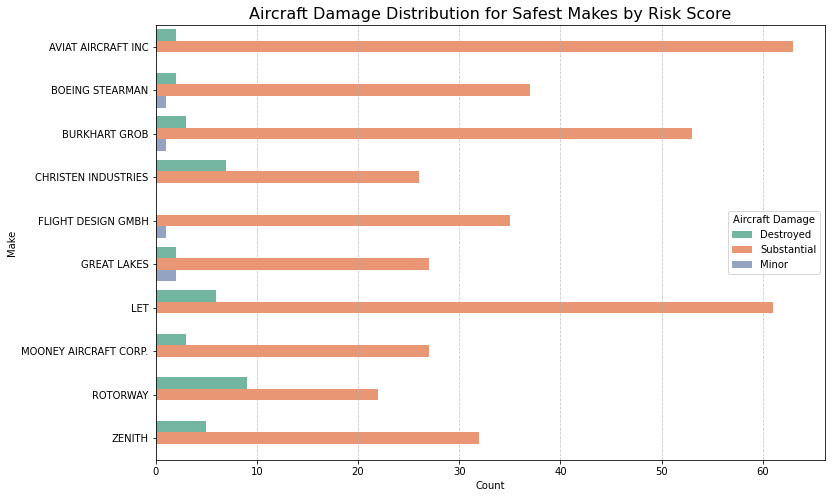 Aircraft Damage Distribution for Safest Makes by Risk Score
AVIAT AIRCRAFT INC
BOEING STEARMAN
BURKHART GROB
CHRISTEN INDUSTRIES
FLIGHT DESIGN GMBH
GREAT LAKES
LET
MOONEY AIRCRAFT CORP.
ROTORWAY
ZENITH
Make
Aircraft Damage
Destroyed
Substantial
Minor
0 10 20 30 40 50 60
Count